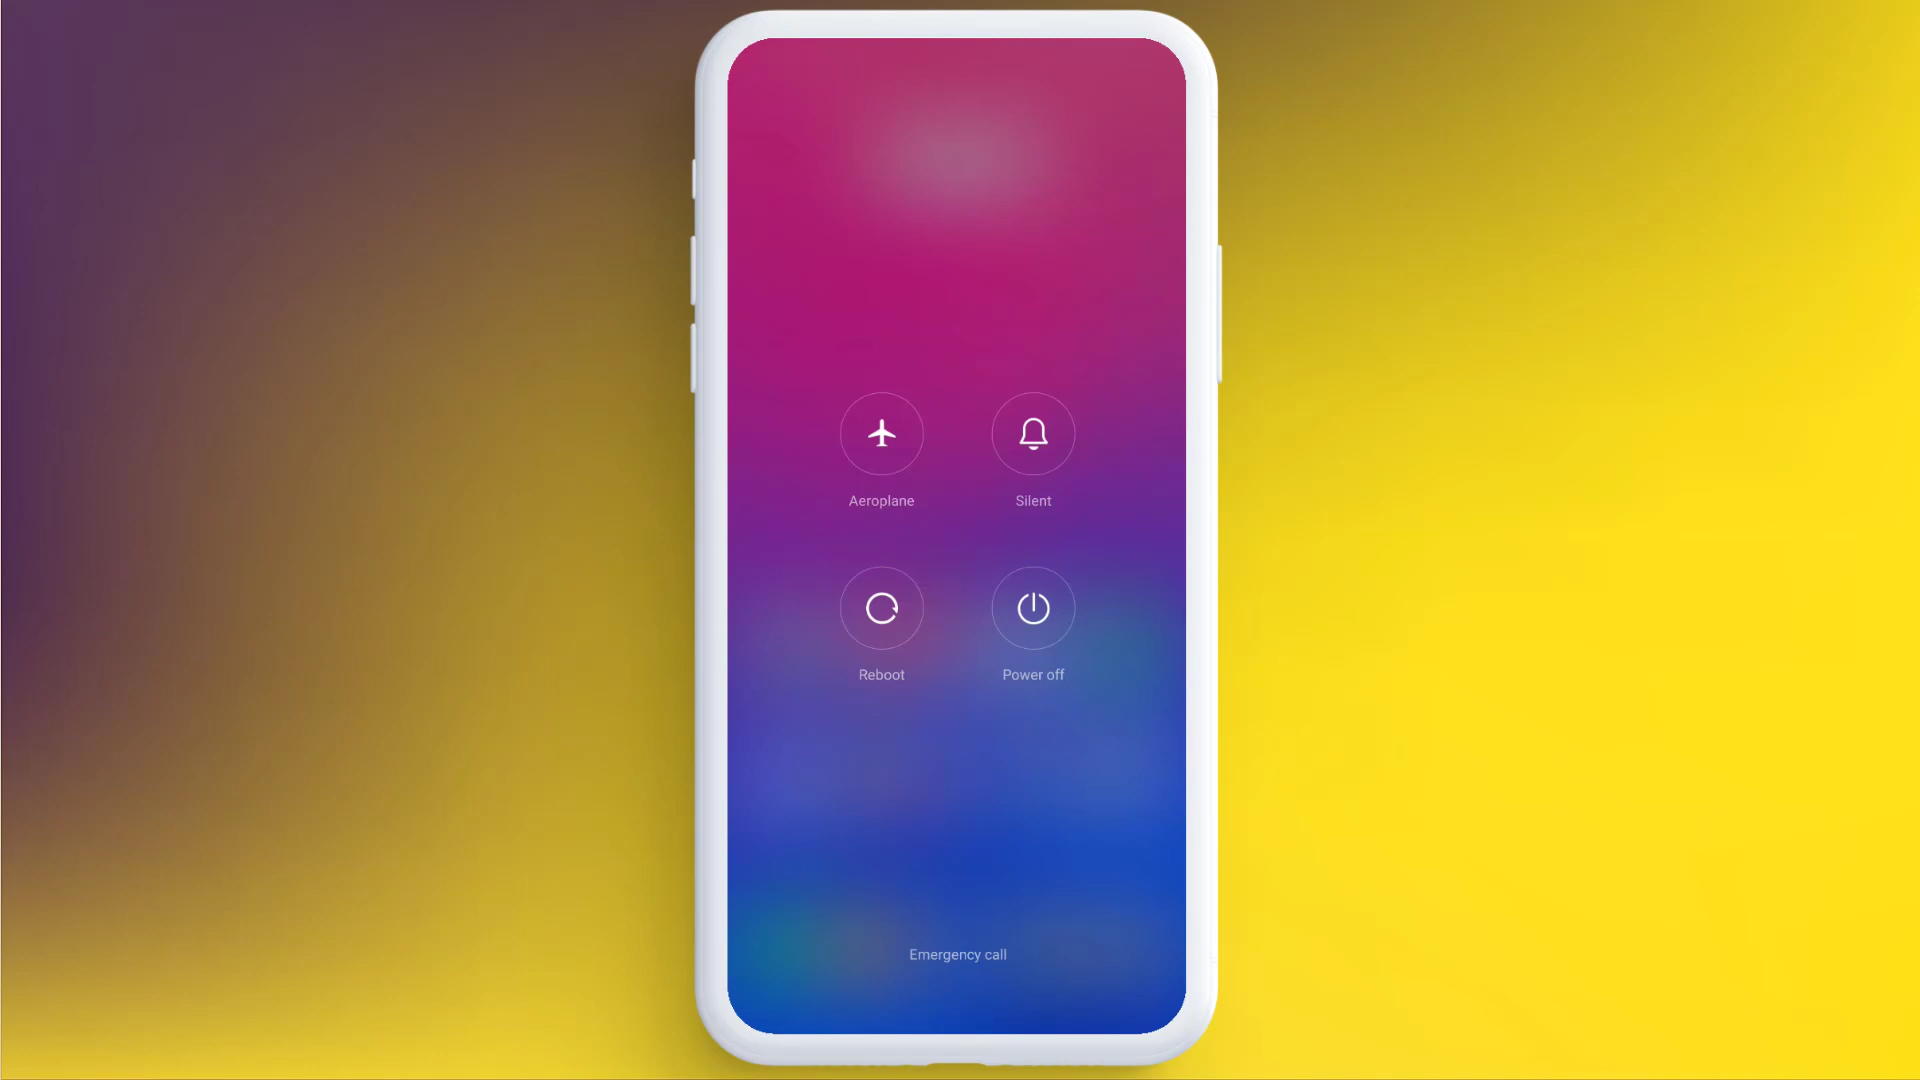 Aeroplane
Silent
Reboot
Power off
Emergency call